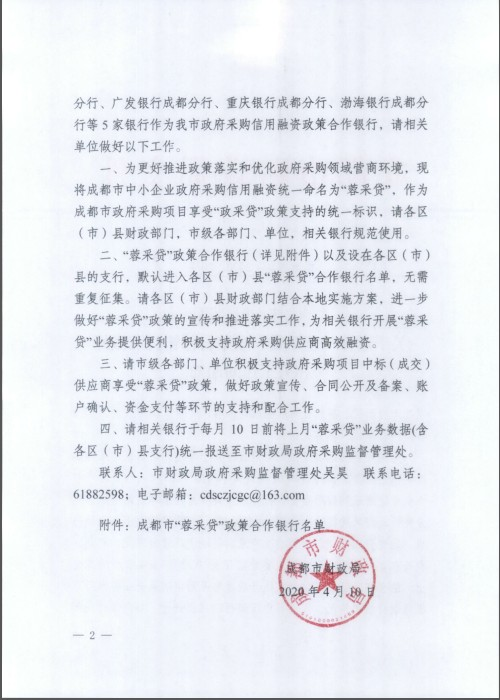 分行、广发银行成都分行、重庆银行成都分行、渤海银行成都分
行等 5 家银行作为我市政府采购信用融资政策合作银行，请相关
单位做好以下工作。
一、为更好推进政策落实和优化政府采购领域营商环境，现
将成都市中小企业政府采购信用融资统一命名为“蓉采贷”，作为
成都市政府采购项目享受“政采贷”政策支持的统一标识，请各区
（市）县财政部门，市级各部门、单位，相关银行规范使用。
二、“蓉采贷”政策合作银行（详见附件）以及设在各区（市）
县的支行，默认进入各区（市）县“蓉采贷”合作银行名单，无需
重复征集。请各区（市）县财政部门结合本地实施方案，进一步
做好“蓉采贷”政策的宣传和推进落实工作，为相关银行开展“蓉采
贷”业务提供便利，积极支持政府采购供应商高效融资。
三、请市级各部门、单位积极支持政府采购项目中标（成交）
供应商享受“蓉采贷”政策，做好政策宣传、合同公开及备案、账
户确认、资金支付等环节的支持和配合工作。
四、请相关银行于每月 10 日前将上月“蓉采贷”业务数据(含
各区（市）县支行)统一报送至市财政局政府采购监督管理处。
联系人：市财政局政府采购监督管理处吴昊 联系电话：
61882598；电子邮箱：cdsczjcgc@163.com
附件：成都市“蓉采贷”政策合作银行名单
成都市财政局
成都市财政局
2020 年 4 月 10 日
— 2 —